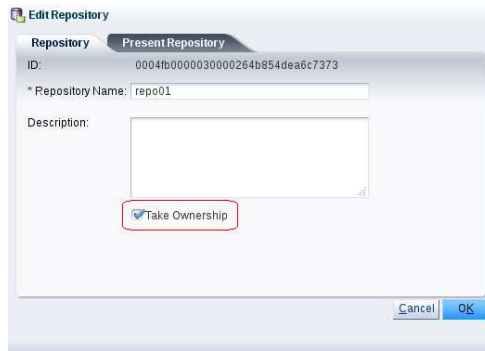 Edit Repository
Repository Present Repository
ID: 0004fb0000030000264b854dea6c7373
* Repository Name: repo01
Description:
Take Ownership
Cancel OK